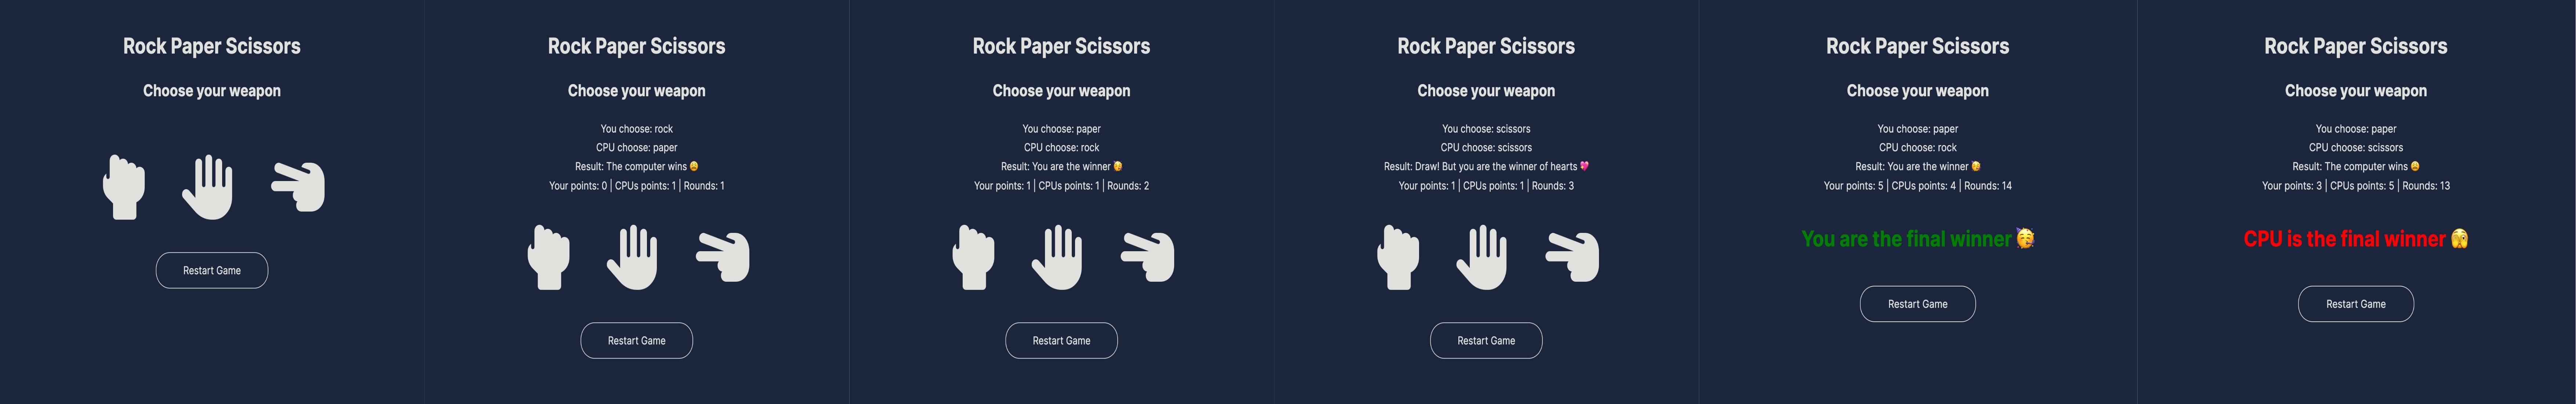 Rock Paper Scissors
Choose your weapon
Restart Game
Rock Paper Scissors
Choose your weapon
You choose: rock
CPU choose: paper
Result: The computer wins 😩
Your points: 0 | CPUs points: 1 | Rounds: 1
Restart Game
Rock Paper Scissors
Choose your weapon
You choose: paper
CPU choose: rock
Result: You are the winner 🥳
Your points: 1 | CPUs points: 1 | Rounds: 2
Restart Game
Rock Paper Scissors
Choose your weapon
You choose: scissors
CPU choose: scissors
Result: Draw! But you are the winner of hearts 💖
Your points: 1 | CPUs points: 1 | Rounds: 3
Restart Game
Rock Paper Scissors
Choose your weapon
You choose: paper
CPU choose: rock
Result: You are the winner 🥳
Your points: 5 | CPUs points: 4 | Rounds: 14
You are the final winner 🥳
Restart Game
Rock Paper Scissors
Choose your weapon
You choose: paper
CPU choose: scissors
Result: The computer wins 😩
Your points: 3 | CPUs points: 5 | Rounds: 13
CPU is the final winner 🫣
Restart Game